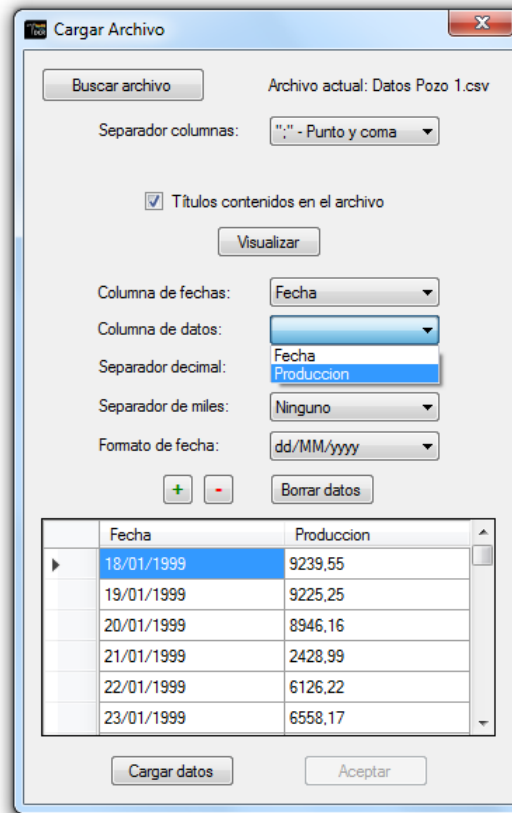 Cargar Archivo
Buscar archivo Archivo actual: Datos Pozo 1.csv
Separador columnas: ";" - Punto y coma
Títulos contenidos en el archivo
Visualizar
Columna de fechas: Fecha
Columna de datos:
Fecha
Separador decimal:
Produccion
Separador de miles: Ninguno
Formato de fecha: dd/MM/yyyy
+ - Borrar datos
Fecha Produccion
18/01/1999 9239,55
19/01/1999 9225,25
20/01/1999 8946,16
21/01/1999 2428,99
22/01/1999 6126,22
23/01/1999 6558,17
Cargar datos Aceptar